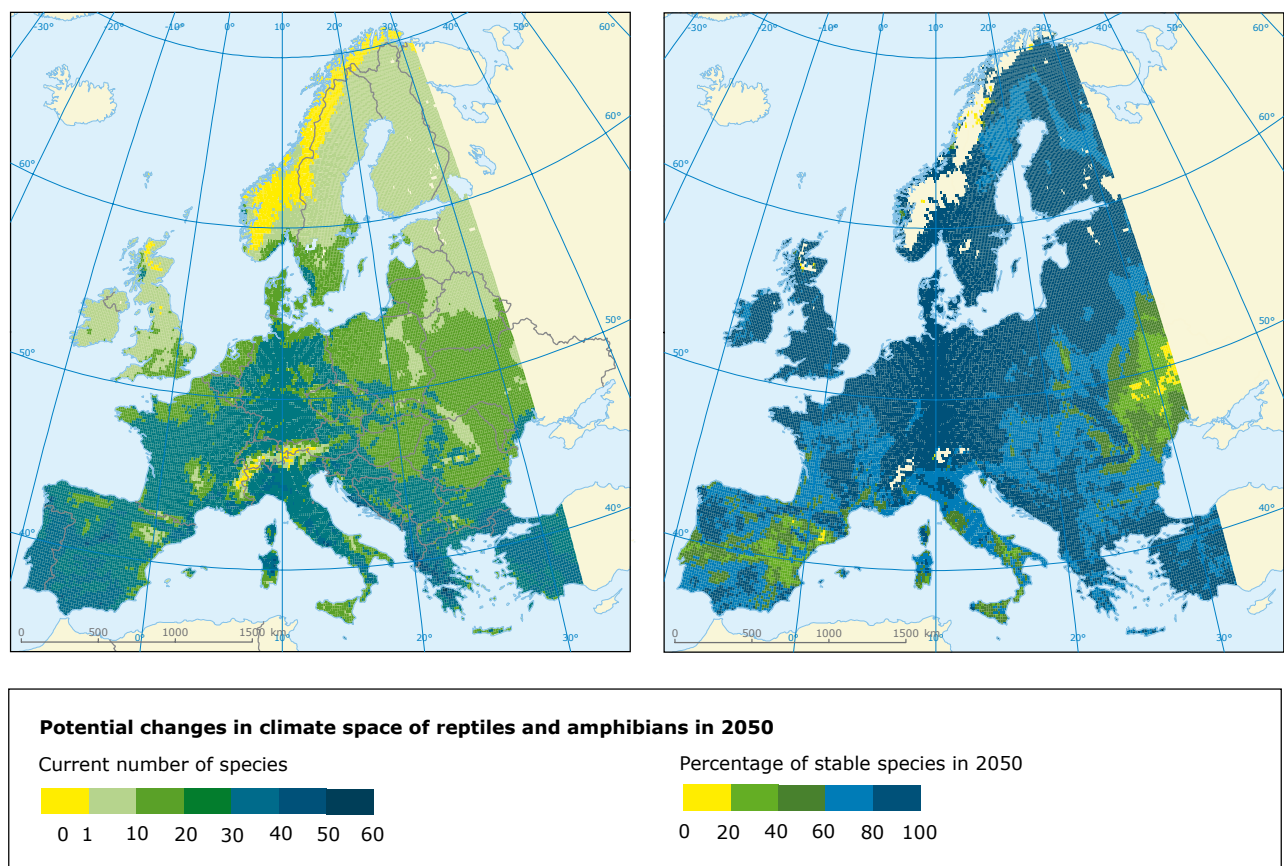 -30° -20° -10° 0° 10° 20° 30° 40° 50° 60°
60°
60°
50°
50°
40°
40°
0 500 1000 1500 km
0° 10° 20° 30°
-30° -20° -10° 0° 10° 20° 30° 40° 50° 60°
60°
60°
50°
50°
40°
40°
0 500 1000 1500 km
0° 10° 20° 30°
Potential changes in climate space of reptiles and amphibians in 2050
Current number of species
0 1 10 20 30 40 50 60
Percentage of stable species in 2050
0 20 40 60 80 100